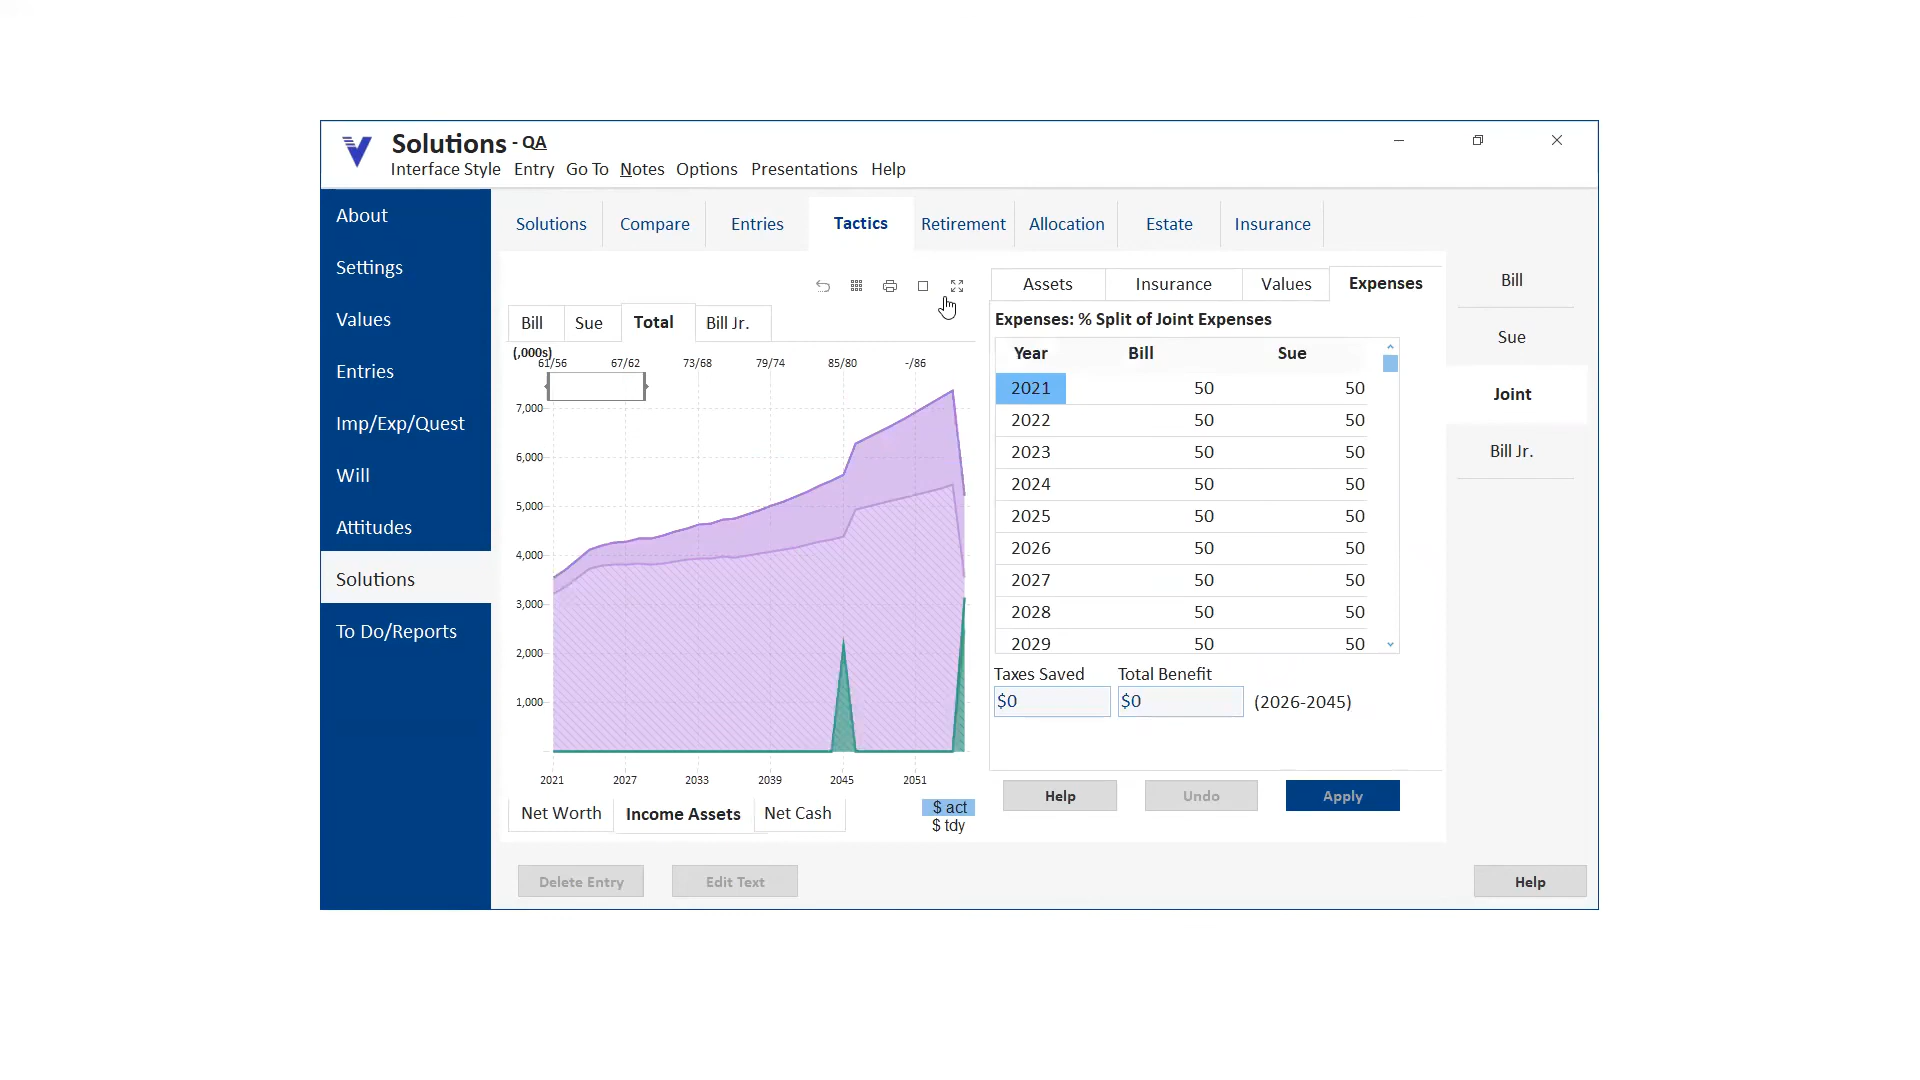 Solutions - QA
Interface Style Entry Go To Notes Options Presentations Help
About
Settings
Values
Entries
Imp/Exp/Quest
Will
Attitudes
Solutions
To Do/Reports
Solutions Compare Entries Tactics Retirement Allocation Estate Insurance
Bill Sue Total Bill Jr.
(,000s)
61/56 67/62 73/68 79/74 85/80 -/86
7,000
6,000
5,000
4,000
3,000
2,000
1,000
2021 2027 2033 2039 2045 2051
Net Worth Income Assets Net Cash
$ act
$ tdy
Assets Insurance Values Expenses
Expenses: % Split of Joint Expenses
Year Bill Sue
2021 50 50
2022 50 50
2023 50 50
2024 50 50
2025 50 50
2026 50 50
2027 50 50
2028 50 50
2029 50 50
Taxes Saved Total Benefit
$0 $0 (2026-2045)
Help Undo Apply
Bill
Sue
Joint
Bill Jr.
Delete Entry Edit Text Help